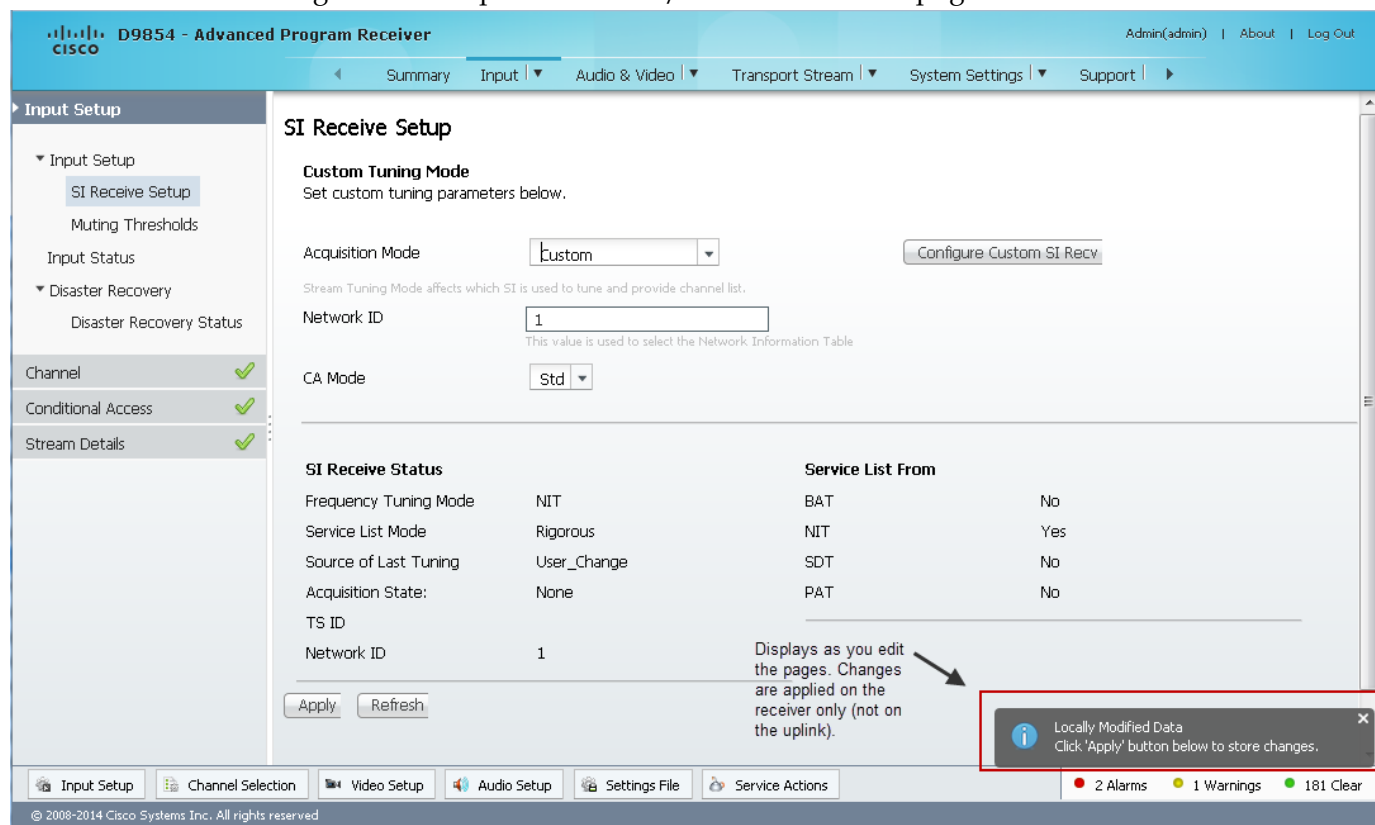 CISCO D9854 - Advanced Program Receiver
Admin(admin) | About | Log Out
Summary Input Audio & Video Transport Stream System Settings Support
Input Setup
Input Setup
SI Receive Setup
Muting Thresholds
Input Status
Disaster Recovery
Disaster Recovery Status
Channel
Conditional Access
Stream Details
SI Receive Setup
Custom Tuning Mode
Set custom tuning parameters below.
Acquisition Mode Custom Configure Custom SI Recv
Stream Tuning Mode affects which SI is used to tune and provide channel list.
Network ID 1
This value is used to select the Network Information Table
CA Mode Std
SI Receive Status Service List From
Frequency Tuning Mode NIT BAT No
Service List Mode Rigorous NIT Yes
Source of Last Tuning User_Change SDT No
Acquisition State: None PAT No
TS ID
Network ID 1
Displays as you edit
the pages. Changes
are applied on the
receiver only (not on
the uplink).
Apply Refresh
Locally Modified Data
Click 'Apply' button below to store changes.
Input Setup Channel Selection Video Setup Audio Setup Settings File Service Actions 2 Alarms 1 Warnings 181 Clear
© 2008-2014 Cisco Systems Inc. All rights reserved